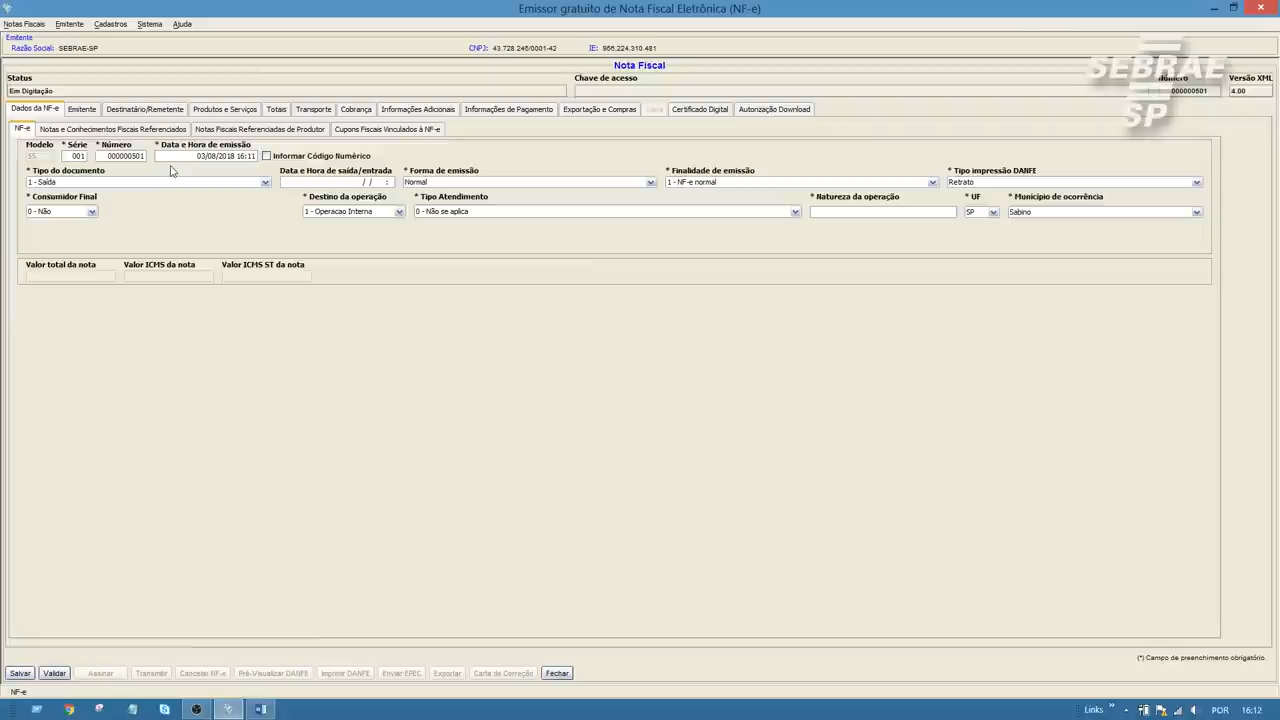 Emissor gratuito de Nota Fiscal Eletrônica (NF-e)
Notas Fiscais Emitente Cadastros Sistema Ajuda
Emitente
Razão Social: SEBRAE-SP CNPJ: 43.728.245/0001-42 IE: 956.224.310.481
Nota Fiscal
SEBRAE
SP
Status Chave de acesso Número Versão XML
Em Digitação 000000501 4.00
Dados da NF-e Emitente Destinatário/Remetente Produtos e Serviços Totais Transporte Cobrança Informações Adicionais Informações de Pagamento Exportação e Compras Certificado Digital Autorização Download
NF-e Notas e Conhecimentos Fiscais Referenciados Notas Fiscais Referenciadas de Produtor Cupons Fiscais Vinculados à NF-e
Modelo * Série * Número * Data e Hora de emissão
55 001 000000501 03/08/2018 16:11 Informar Código Numérico
* Tipo do documento Data e Hora de saída/entrada * Forma de emissão * Finalidade de emissão * Tipo impressão DANFE
1 - Saída / / : Normal 1 - NF-e normal Retrato
* Consumidor Final * Destino da operação * Tipo Atendimento * Natureza da operação * UF * Município de ocorrência
0 - Não 1 - Operacao Interna 0 - Não se aplica SP Sabino
Valor total da nota Valor ICMS da nota Valor ICMS ST da nota
(*) Campo de preenchimento obrigatório.
Salvar Validar Assinar Transmitir Cancelar NF-e Pré-Visualizar DANFE Imprimir DANFE Enviar EPEC Exportar Carta de Correção Fechar
NF-e
Links POR 16:12